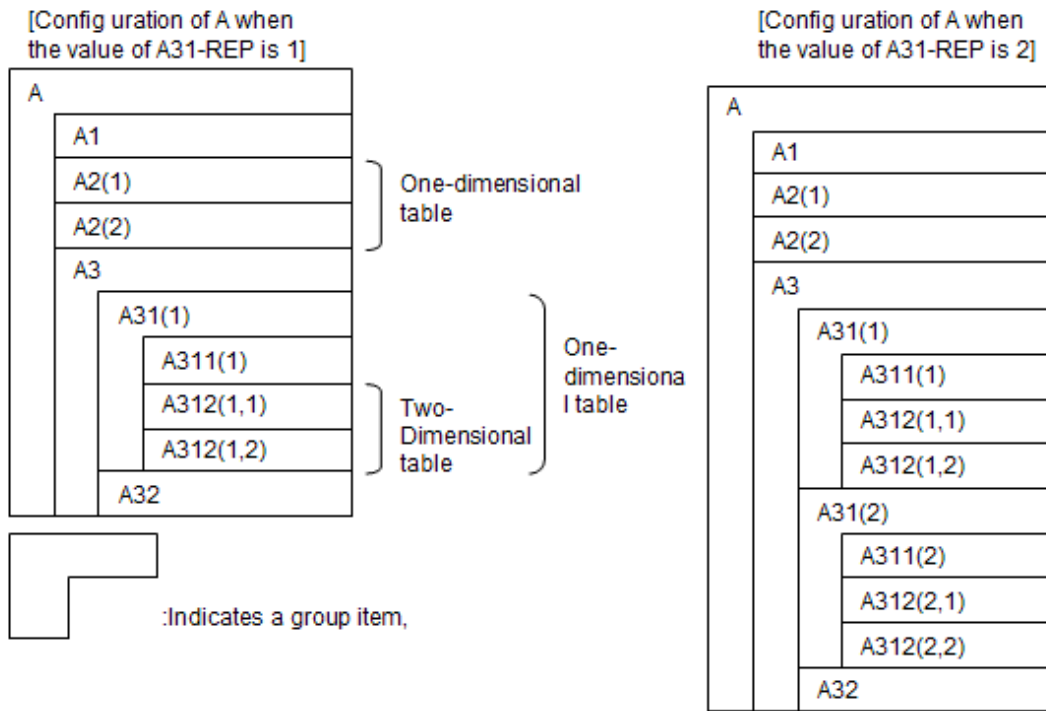 [Config uration of A when
the value of A31-REP is 1]
A
A1
A2(1)
A2(2)
A3
A31(1)
A311(1)
A312(1,1)
A312(1,2)
A32
One-dimensional
table
Two-
Dimensional
table
One-
dimensiona
l table
:Indicates a group item,
[Config uration of A when
the value of A31-REP is 2]
A
A1
A2(1)
A2(2)
A3
A31(1)
A311(1)
A312(1,1)
A312(1,2)
A31(2)
A311(2)
A312(2,1)
A312(2,2)
A32